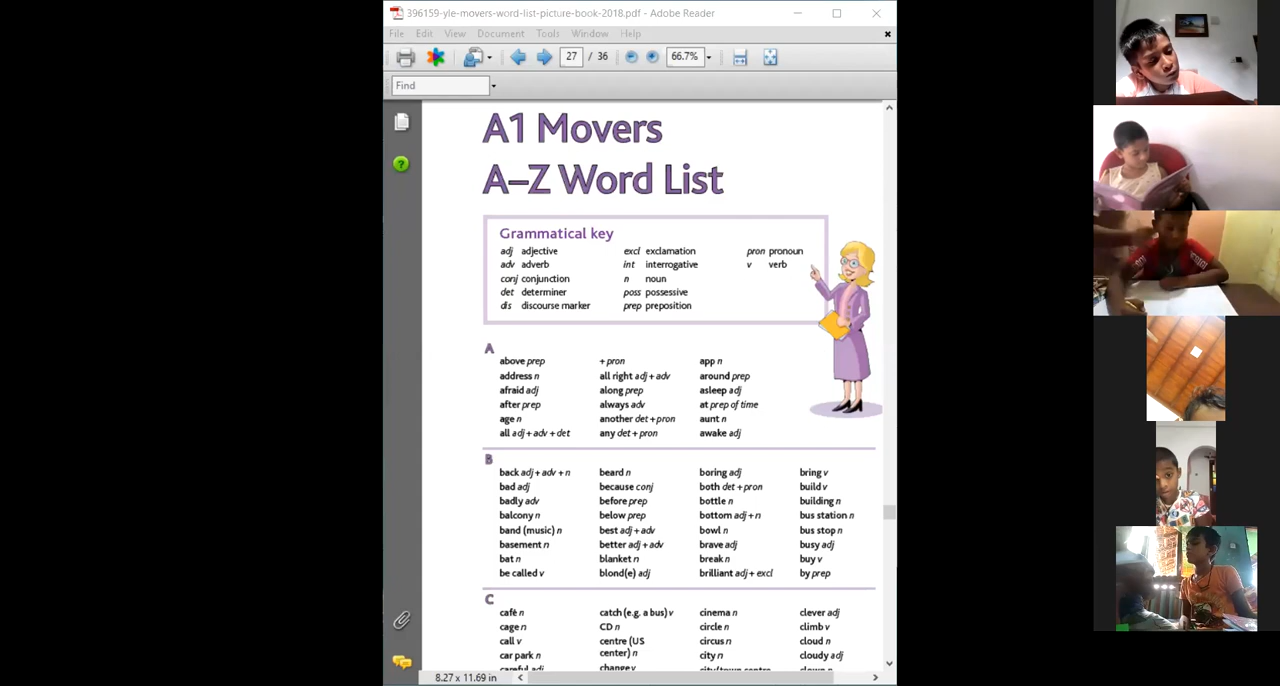 396159-yle-movers-word-list-picture-book-2018.pdf - Adobe Reader
File Edit View Document Tools Window Help
27 / 36 66.7%
Find
A1 Movers
A–Z Word List
Grammatical key
adj adjective excl exclamation pron pronoun
adv adverb int interrogative v verb
conj conjunction n noun
det determiner poss possessive
dis discourse marker prep preposition
A
above prep + pron app n
address n all right adj + adv around prep
afraid adj along prep asleep adj
after prep always adv at prep of time
age n another det + pron aunt n
all adj + adv + det any det + pron awake adj
B
back adj + adv + n beard n boring adj bring v
bad adj because conj both det + pron build v
badly adv before prep bottle n building n
balcony n below prep bottom adj + n bus station n
band (music) n best adj + adv bowl n bus stop n
basement n better adj + adv brave adj busy adj
bat n blanket n break n buy v
be called v blond(e) adj brilliant adj + excl by prep
C
café n catch (e.g. a bus) v cinema n clever adj
cage n CD n circle n climb v
call v centre (US circus n cloud n
car park n center) n city n cloudy adj
careful adj change v city/town centre clown n
8.27 x 11.69 in